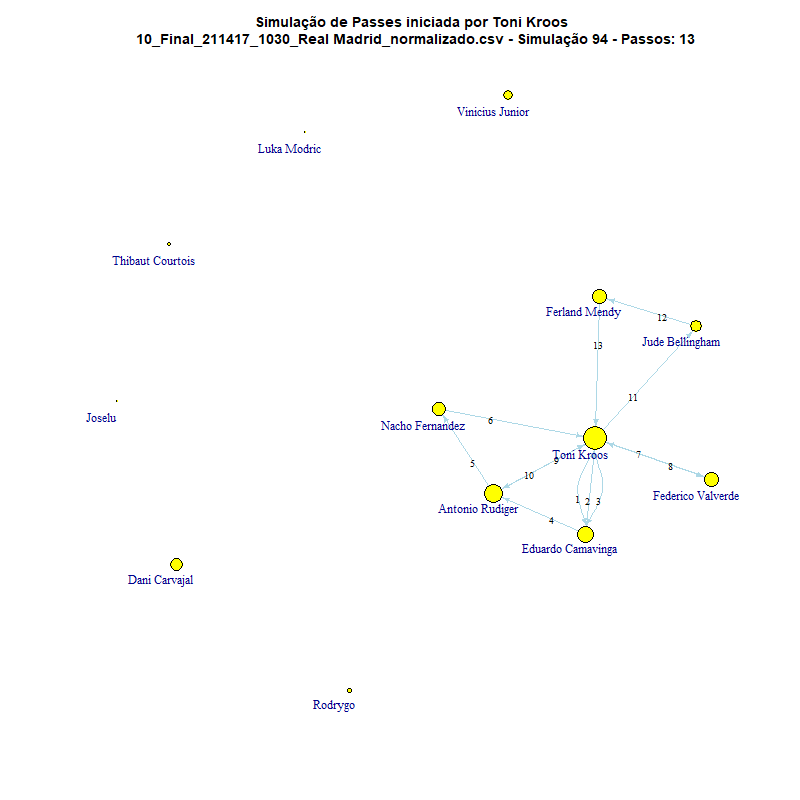 Simulação de Passes iniciada por Toni Kroos
10_Final_211417_1030_Real Madrid_normalizado.csv - Simulação 94 - Passos: 13
Vinicius Junior
Luka Modric
Thibaut Courtois
Ferland Mendy
12
Jude Bellingham
13
11
Joselu
6
Nacho Fernandez
Toni Kroos
7
9
5
8
10
Federico Valverde
1
2
3
Antonio Rudiger
4
Eduardo Camavinga
Dani Carvajal
Rodrygo